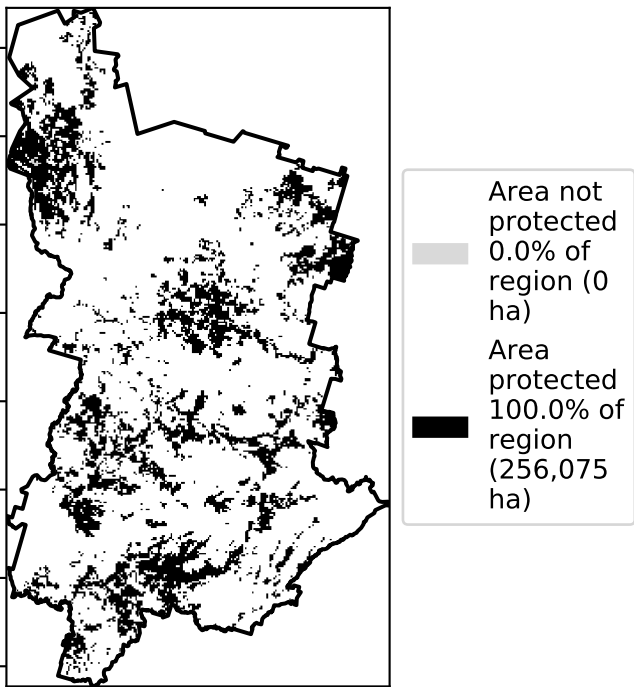 Area not
protected
0.0% of
region (0
ha)
Area
protected
100.0% of
region
(256,075
ha)